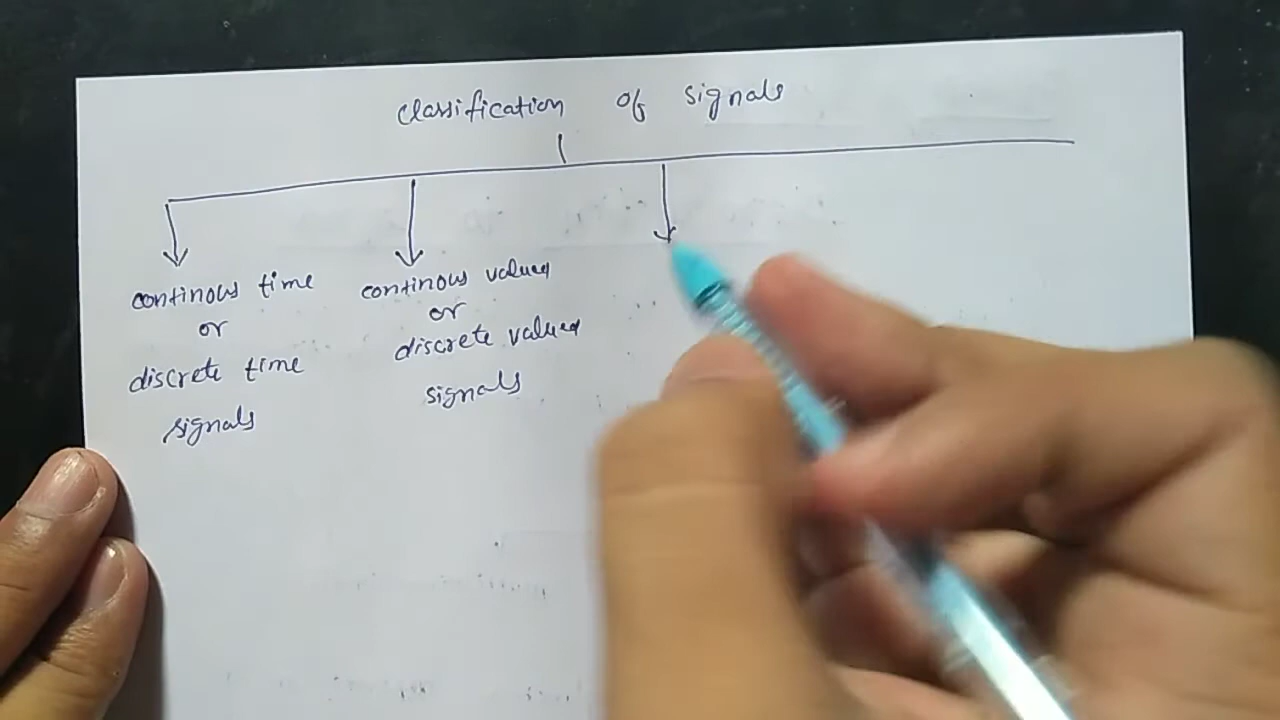 classification of signals
continous time
or
discrete time
signals
continous valued
or
discrete valued
signals